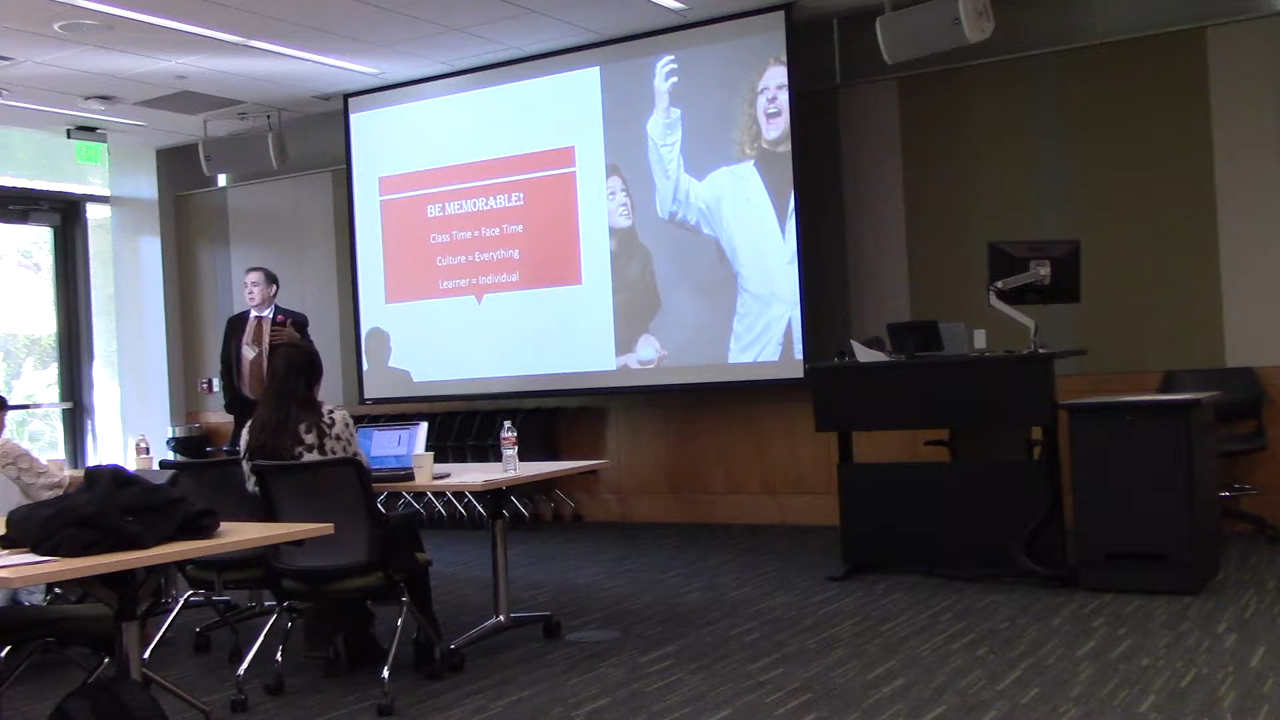 BE MEMORABLE!
Class Time = Face Time
Culture = Everything
Learner = Individual